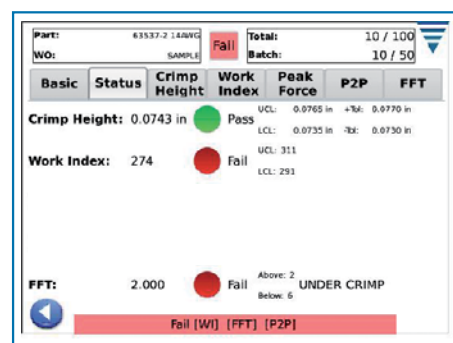 Part: 63537-2 14AWG Fail Total: 10 / 100
WO: SAMPLE Batch: 10 / 50
Basic Status Crimp Height Work Index Peak Force P2P FFT
Crimp Height: 0.0743 in Pass UCL: 0.0765 in +Tol: 0.0770 in
LCL: 0.0735 in -Tol: 0.0730 in
Work Index: 274 Fail UCL: 311
LCL: 291
FFT: 2.000 Fail Above: 2 UNDER CRIMP
Below: 6
Fail [WI] [FFT] [P2P]